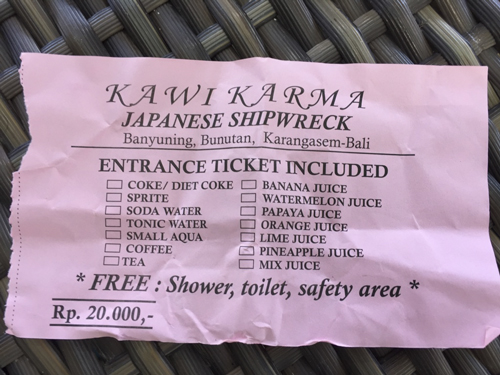 KAWI KARMA
JAPANESE SHIPWRECK
Banyuning, Bunutan, Karangasem-Bali
ENTRANCE TICKET INCLUDED
COKE/ DIET COKE
SPRITE
SODA WATER
TONIC WATER
SMALL AQUA
COFFEE
TEA
BANANA JUICE
WATERMELON JUICE
PAPAYA JUICE
ORANGE JUICE
LIME JUICE
PINEAPPLE JUICE
MIX JUICE
* FREE : Shower, toilet, safety area *
Rp. 20.000,-